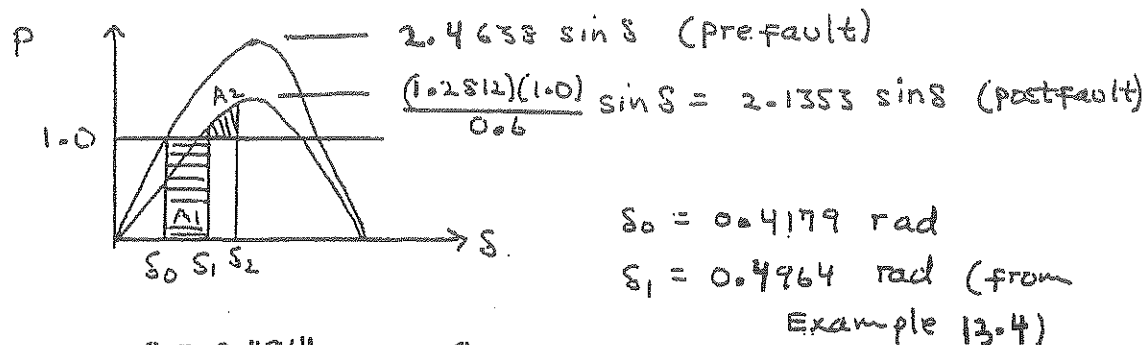 P
2.4638 sin δ (prefault)
(1.2812)(1.0)
0.6
sin δ = 2.1353 sin δ (postfault)
A2
1.0
A1
δ0 δ1 δ2
δ.
δ0 = 0.4179 rad
δ1 = 0.4964 rad (from
Example 13.4)